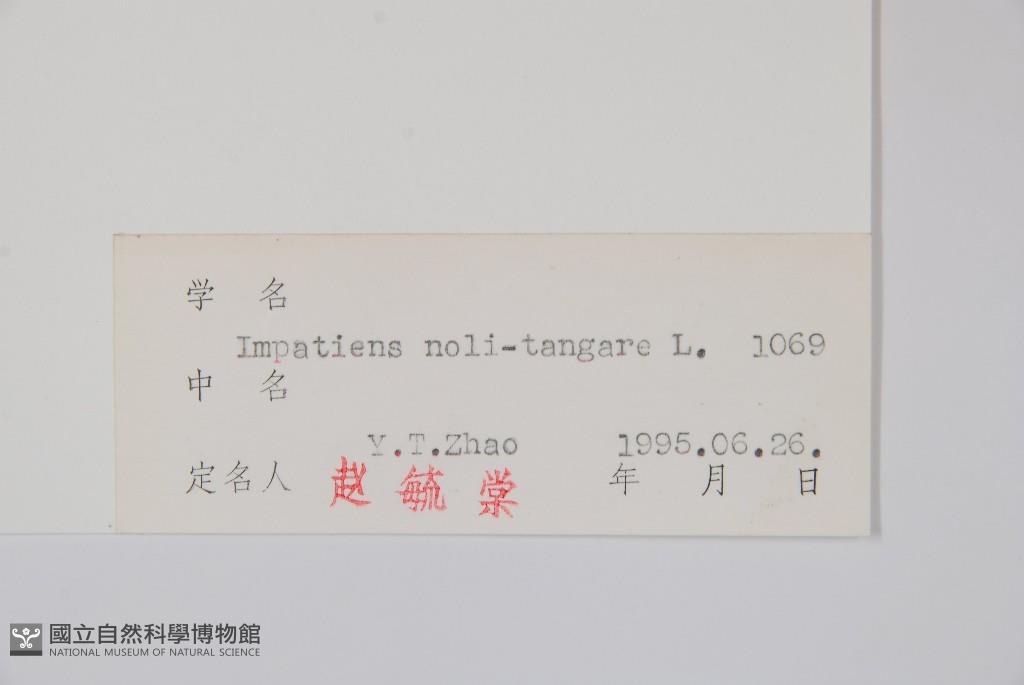 学 名
Impatiens noli-tangare L. 1069
中 名
Y.T.Zhao 1995.06.26.
定名人 赵毓棠 年 月 日
國立自然科學博物館
NATIONAL MUSEUM OF NATURAL SCIENCE